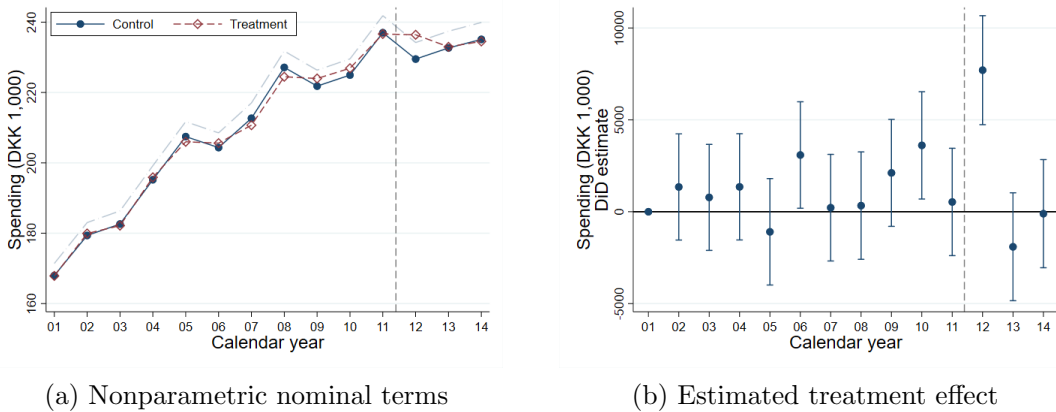 Control
Treatment
Spending (DKK 1,000)
240
220
200
180
160
01 02 03 04 05 06 07 08 09 10 11 12 13 14
Calendar year
(a) Nonparametric nominal terms
Spending (DKK 1,000)
DiD estimate
10000
5000
0
-5000
01 02 03 04 05 06 07 08 09 10 11 12 13 14
Calendar year
(b) Estimated treatment effect